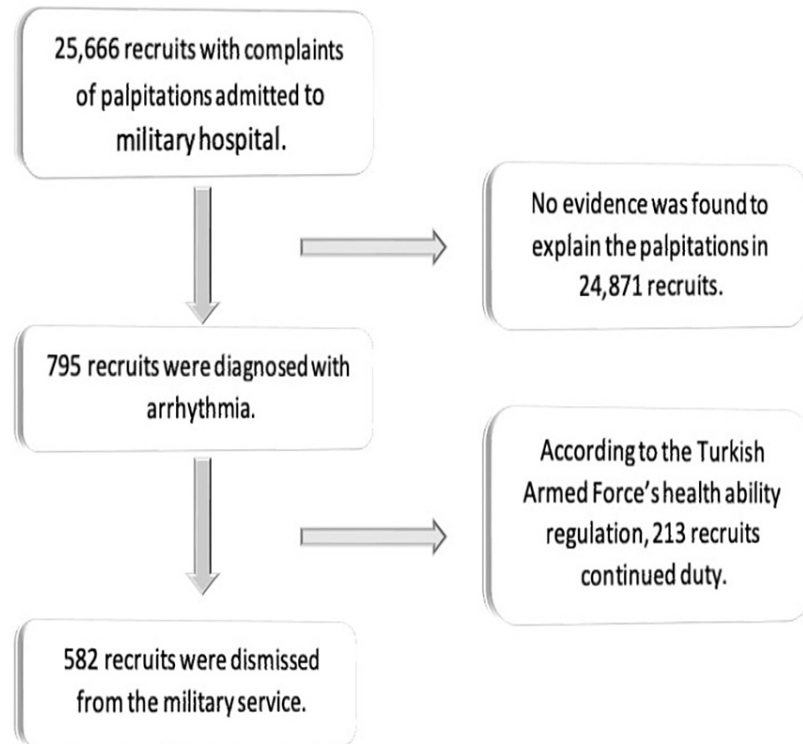 25,666 recruits with complaints
of palpitations admitted to
military hospital.
No evidence was found to
explain the palpitations in
24,871 recruits.
795 recruits were diagnosed with
arrhythmia.
According to the Turkish
Armed Force's health ability
regulation, 213 recruits
continued duty.
582 recruits were dismissed
from the military service.